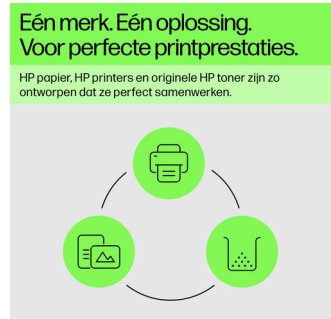 Eén merk. Eén oplossing.
Voor perfecte printprestaties.
HP papier, HP printers en originele HP toner zijn zo
ontworpen dat ze perfect samenwerken.